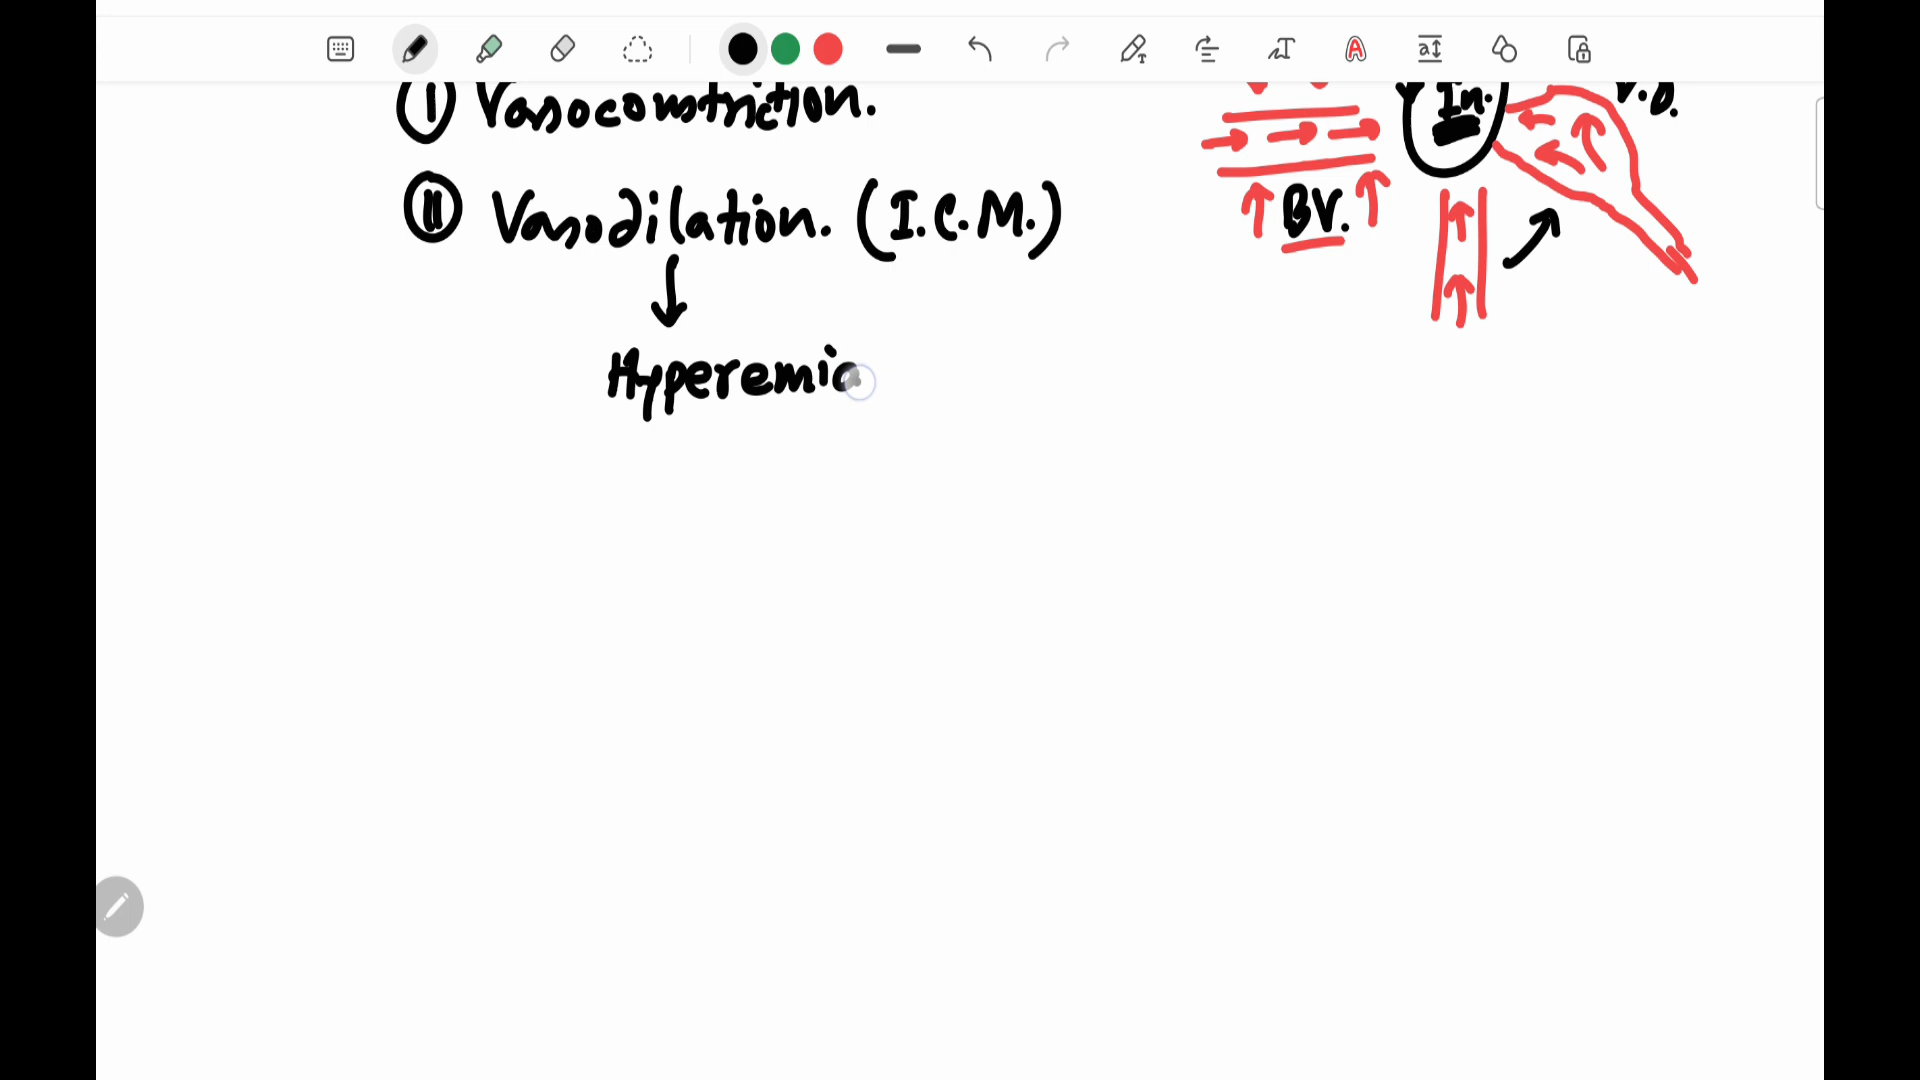 I Vasoconstriction.
In.
V.D.
II Vasodilation. (I.C.M.)
BV.
Hyperemia